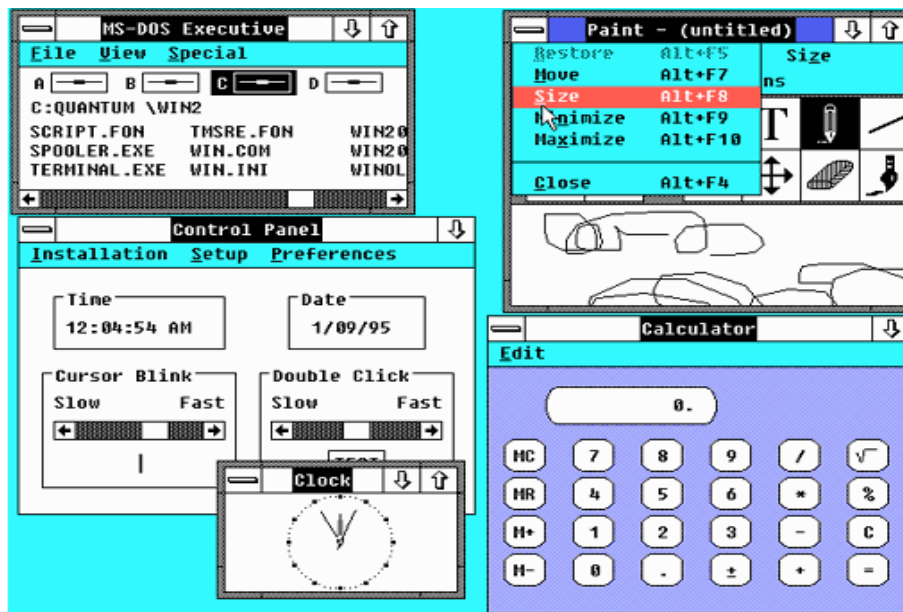 MS-DOS Executive
File View Special
A B C D
C:QUANTUM \WIN2
SCRIPT.FON TMSRE.FON WIN20
SPOOLER.EXE WIN.COM WIN20
TERMINAL.EXE WIN.INI WINOL
Paint - (untitled)
Restore Alt+F5 Size
Move Alt+F7 ns
Size Alt+F8
Minimize Alt+F9
Maximize Alt+F10
Close Alt+F4
T
Control Panel
Installation Setup Preferences
Time Date
12:04:54 AM 1/09/95
Cursor Blink Double Click
Slow Fast Slow Fast
TEST
Clock
Calculator
Edit
0.
MC 7 8 9 / √
MR 4 5 6 * %
M+ 1 2 3 - C
M- 0 . ± + =